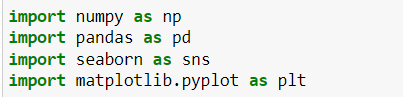 import numpy as np
import pandas as pd
import seaborn as sns
import matplotlib.pyplot as plt